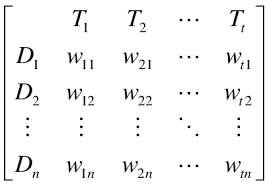 T₁ T₂ ⋯ Tₜ
D₁ w₁₁ w₂₁ ⋯ wₜ₁
D₂ w₁₂ w₂₂ ⋯ wₜ₂
⋮ ⋮ ⋮ ⋱ ⋮
Dₙ w₁ₙ w₂ₙ ⋯ wₜₙ